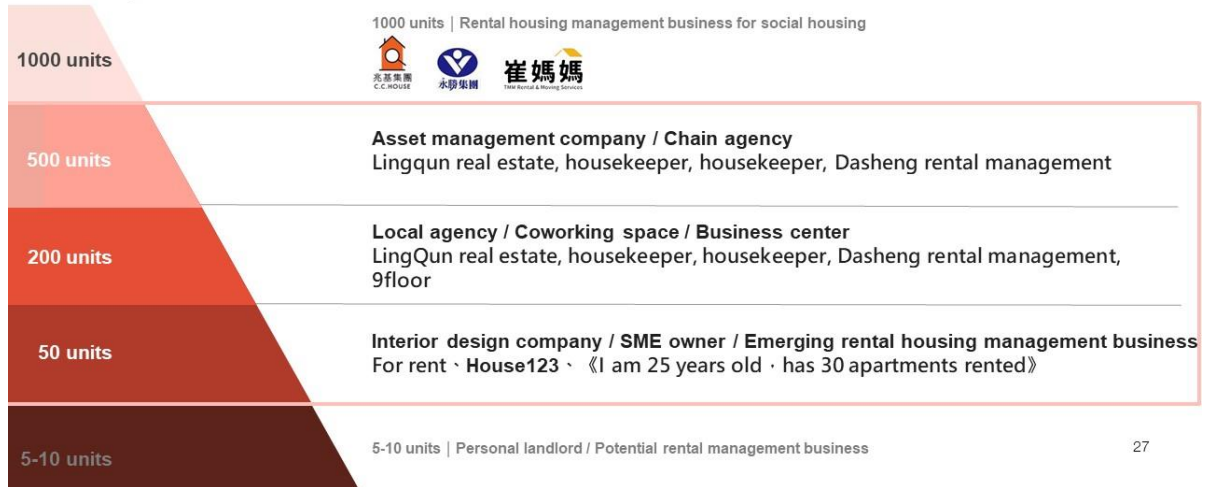 1000 units | Rental housing management business for social housing
1000 units
兆基集團
C.C.HOUSE
永勝集團
崔媽媽
TMM Rental & Moving Services
500 units
Asset management company / Chain agency
Lingqun real estate, housekeeper, housekeeper, Dasheng rental management
200 units
Local agency / Coworking space / Business center
LingQun real estate, housekeeper, housekeeper, Dasheng rental management,
9floor
50 units
Interior design company / SME owner / Emerging rental housing management business
For rent、House123、《I am 25 years old，has 30 apartments rented》
5-10 units
5-10 units | Personal landlord / Potential rental management business
27